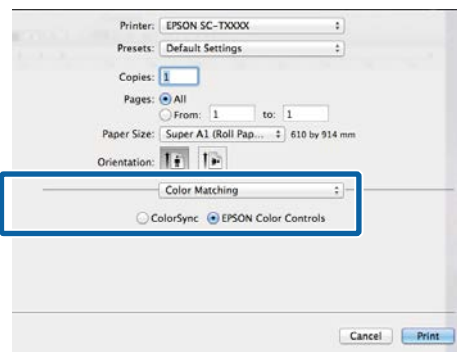 Printer: EPSON SC-TXXXX
Presets: Default Settings
Copies: 1
Pages: All
From: 1 to: 1
Paper Size: Super A1 (Roll Pap... 610 by 914 mm
Orientation:
Color Matching
ColorSync EPSON Color Controls
Cancel Print